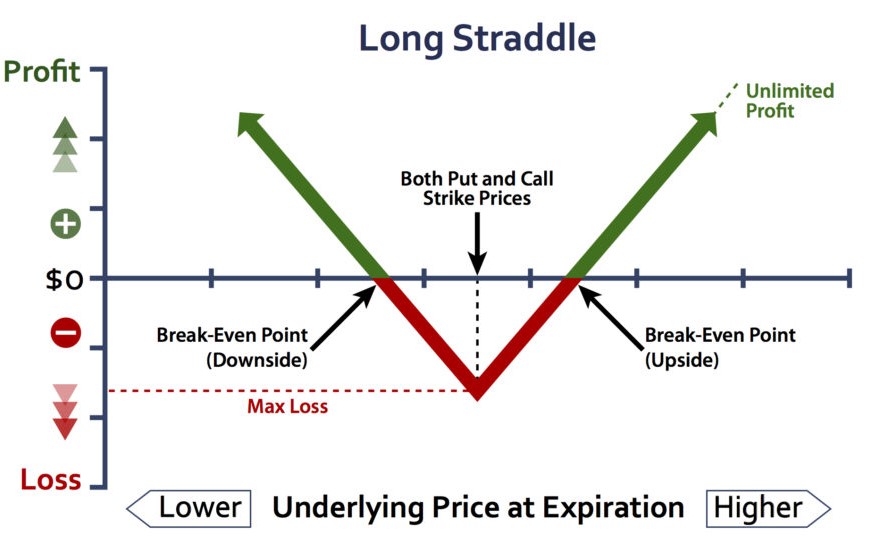 Long Straddle
Profit
Unlimited
Profit
Both Put and Call
Strike Prices
$0
Break-Even Point
(Downside)
Break-Even Point
(Upside)
Max Loss
Loss
Lower
Underlying Price at Expiration
Higher